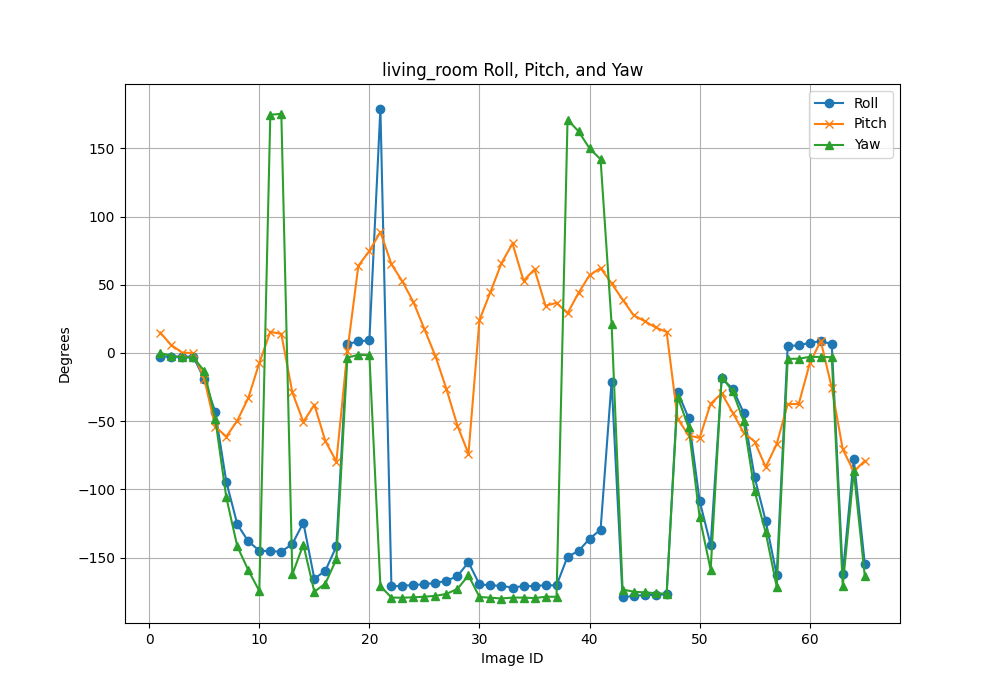 living_room Roll, Pitch, and Yaw
Roll
Pitch
Yaw
150
100
50
0
−50
−100
−150
Degrees
0 10 20 30 40 50 60
Image ID